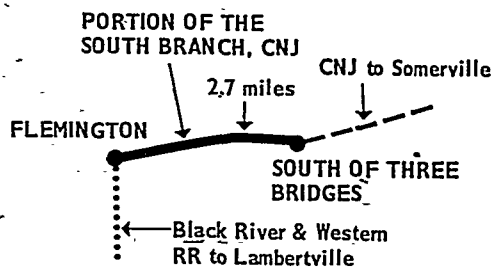 PORTION OF THE
SOUTH BRANCH, CNJ
CNJ to Somerville
2.7 miles
FLEMINGTON
SOUTH OF THREE
BRIDGES
Black River & Western
RR to Lambertville